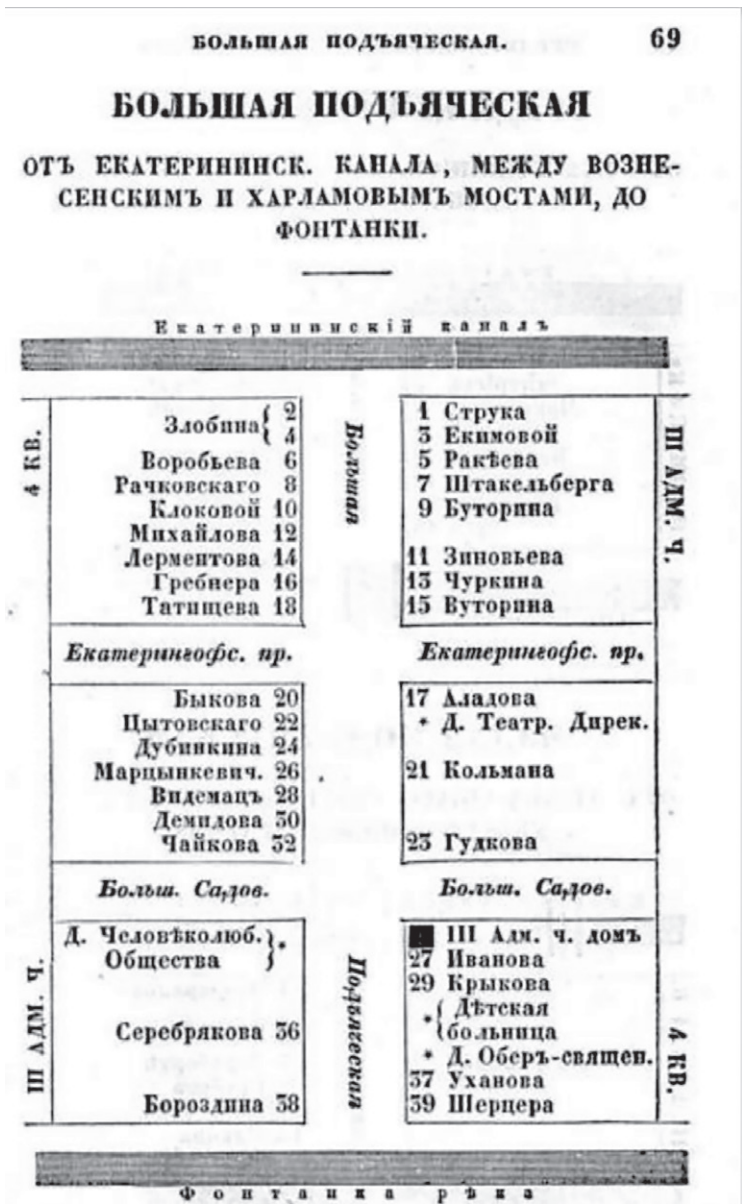 БОЛЬШАЯ ПОДЪЯЧЕСКАЯ. 69
БОЛЬШАЯ ПОДЪЯЧЕСКАЯ
ОТЪ ЕКАТЕРИНИНСК. КАНАЛА, МЕЖДУ ВОЗНЕ-
СЕНСКИМЪ И ХАРЛАМОВЫМЪ МОСТАМИ, ДО
ФОНТАНКИ.
Екатерининскій каналъ
4 КВ.
Злобина { 2
4
Воробьева 6
Рачковскаго 8
Клоковой 10
Михайлова 12
Лерментова 14
Гребнера 16
Татищева 18
Большая
1 Струка
3 Екимовой
5 Ракѣева
7 Штакельберга
9 Буторина
11 Зиновьева
13 Чуркина
15 Буторина
III АДМ. Ч.
Екатерингофс. пр.
Екатерингофс. пр.
Быкова 20
Цытовскаго 22
Дубинкина 24
Марцынкевич. 26
Видемацъ 28
Демидова 30
Чайкова 32
17 Аладова
* Д. Театр. Дирек.
21 Кольмана
23 Гудкова
Больш. Садов.
Больш. Садов.
III АДМ. Ч.
Д. Человѣколюб. } *
Общества
Серебрякова 36
Бороздина 38
Подъяческая
III Адм. ч. домъ
27 Иванова
29 Крыкова
* { Дѣтская
больница
* Д. Оберъ-священ.
37 Уханова
39 Шерцера
4 КВ.
Фонтанка рѣка